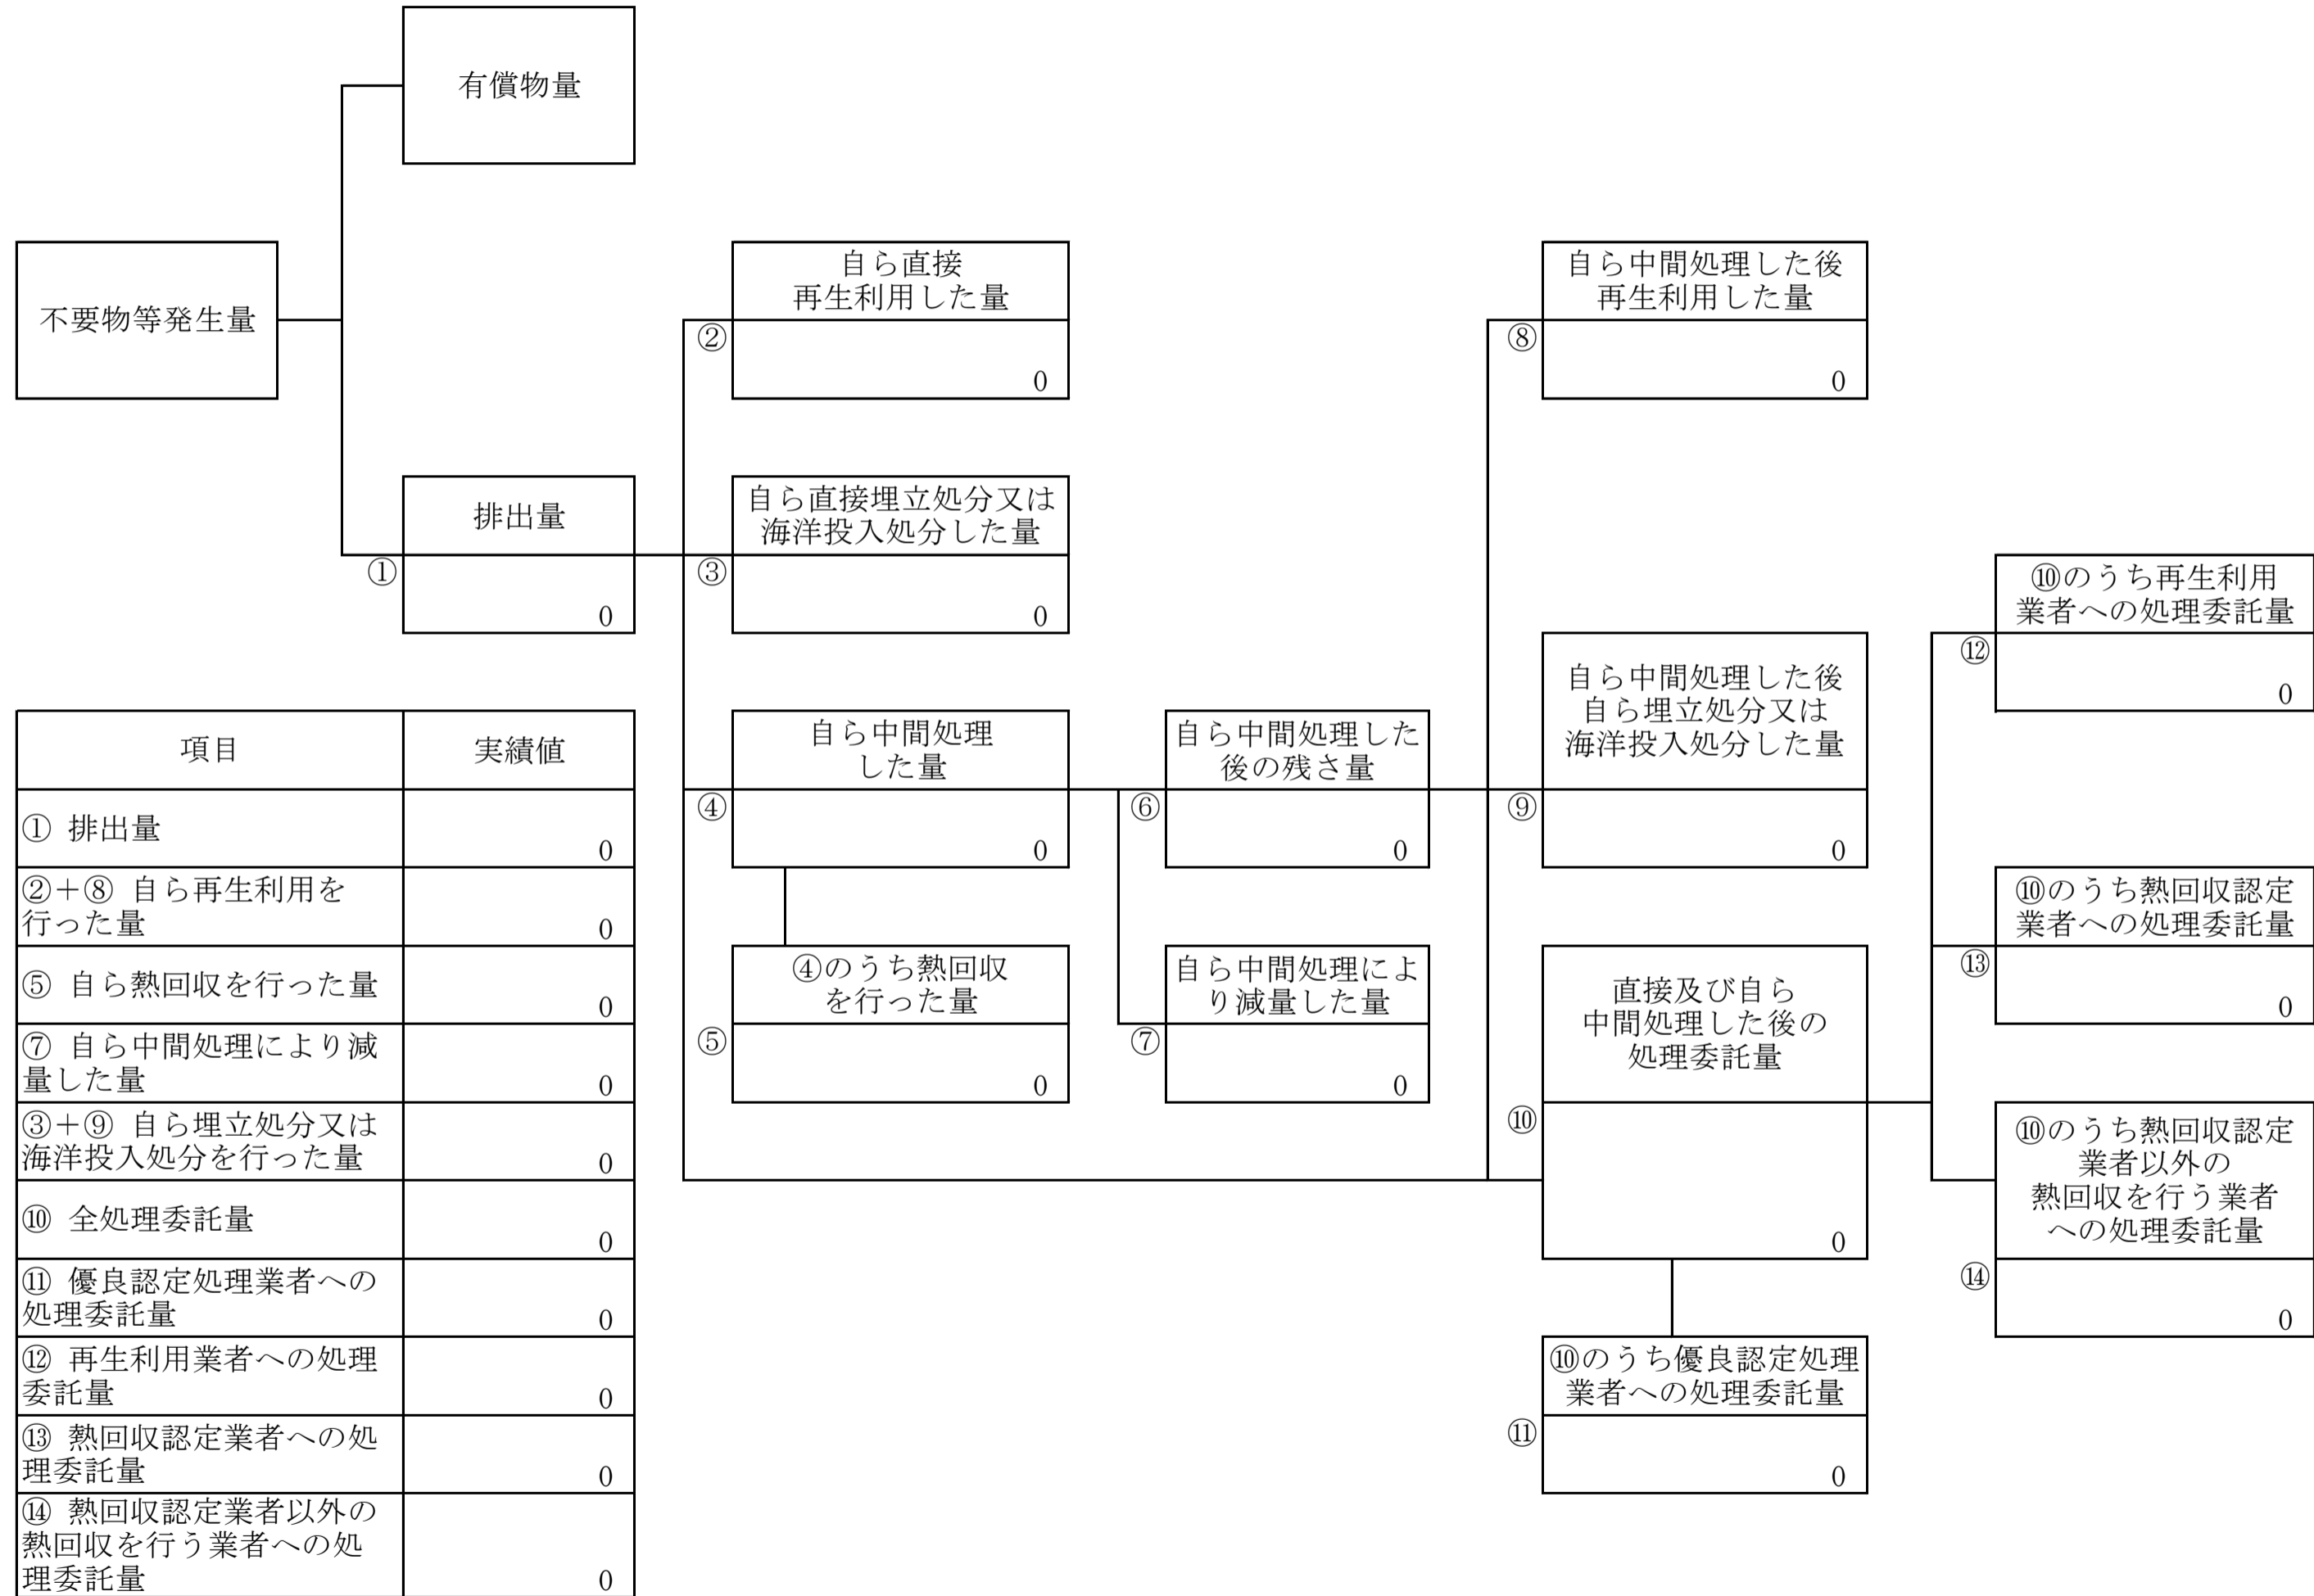 有償物量
不要物等発生量
排出量
①
0
自ら直接
再生利用した量
②
0
自ら直接埋立処分又は
海洋投入処分した量
③
0
自ら中間処理
した量
④
0
④のうち熱回収
を行った量
⑤
0
自ら中間処理した
後の残さ量
⑥
0
自ら中間処理によ
り減量した量
⑦
0
自ら中間処理した後
再生利用した量
⑧
0
自ら中間処理した後
自ら埋立処分又は
海洋投入処分した量
⑨
0
直接及び自ら
中間処理した後の
処理委託量
⑩
0
⑩のうち優良認定処理
業者への処理委託量
⑪
0
⑩のうち再生利用
業者への処理委託量
⑫
0
⑩のうち熱回収認定
業者への処理委託量
⑬
0
⑩のうち熱回収認定
業者以外の
熱回収を行う業者
への処理委託量
⑭
0
項目 実績値
① 排出量
0
②＋⑧ 自ら再生利用を
行った量
0
⑤ 自ら熱回収を行った量
0
⑦ 自ら中間処理により減
量した量
0
③＋⑨ 自ら埋立処分又は
海洋投入処分を行った量
0
⑩ 全処理委託量
0
⑪ 優良認定処理業者への
処理委託量
0
⑫ 再生利用業者への処理
委託量
0
⑬ 熱回収認定業者への処
理委託量
0
⑭ 熱回収認定業者以外の
熱回収を行う業者への処
理委託量
0